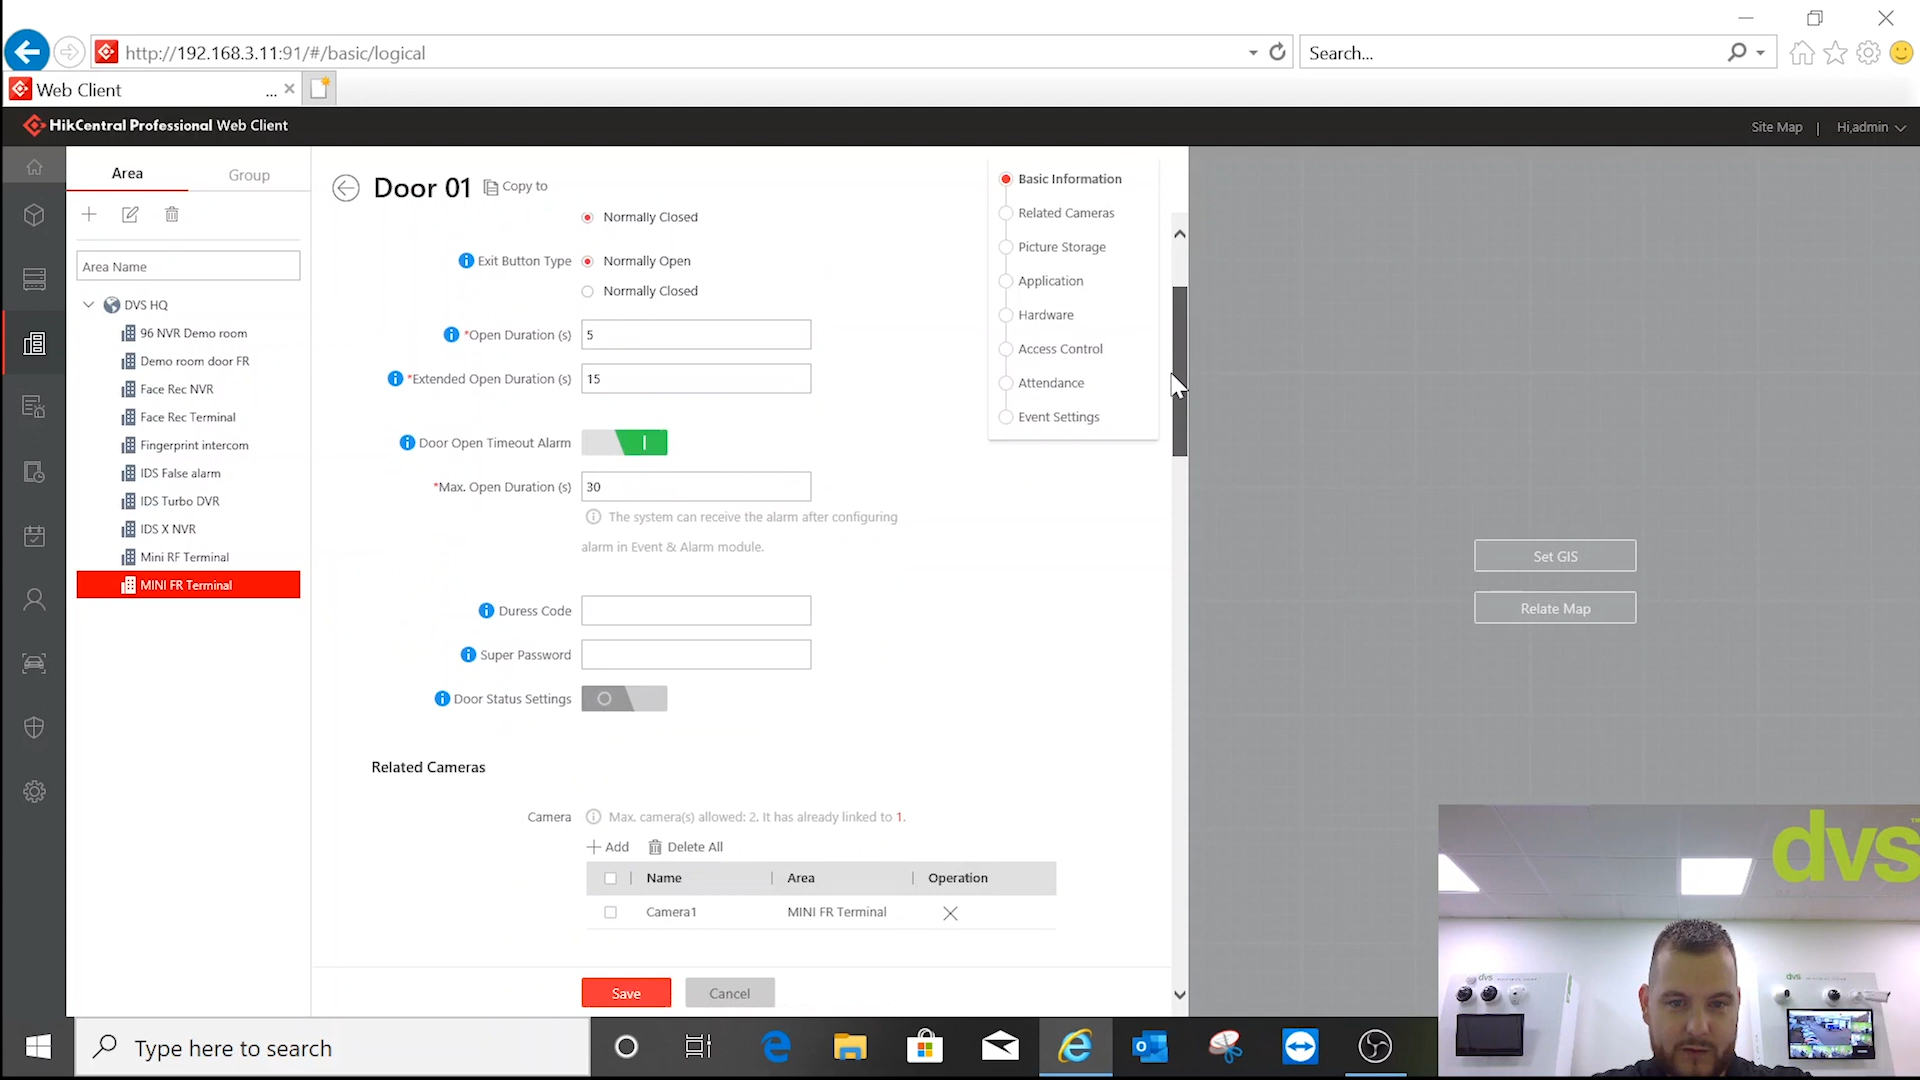 http://192.168.3.11:91/#/basic/logical
Search...
Web Client
...
HikCentral Professional Web Client
Site Map | Hi,admin
Area
Group
Area Name
DVS HQ
96 NVR Demo room
Demo room door FR
Face Rec NVR
Face Rec Terminal
Fingerprint intercom
IDS False alarm
IDS Turbo DVR
IDS X NVR
Mini RF Terminal
MINI FR Terminal
Door 01
Copy to
Normally Closed
Exit Button Type
Normally Open
Normally Closed
*Open Duration (s)
5
*Extended Open Duration (s)
15
Door Open Timeout Alarm
*Max. Open Duration (s)
30
The system can receive the alarm after configuring
alarm in Event & Alarm module.
Duress Code
Super Password
Door Status Settings
Related Cameras
Camera
Max. camera(s) allowed: 2. It has already linked to 1.
Add
Delete All
Name
Area
Operation
Camera1
MINI FR Terminal
Save
Cancel
Basic Information
Related Cameras
Picture Storage
Application
Hardware
Access Control
Attendance
Event Settings
Set GIS
Relate Map
dvs™
dvs
dvs
Type here to search